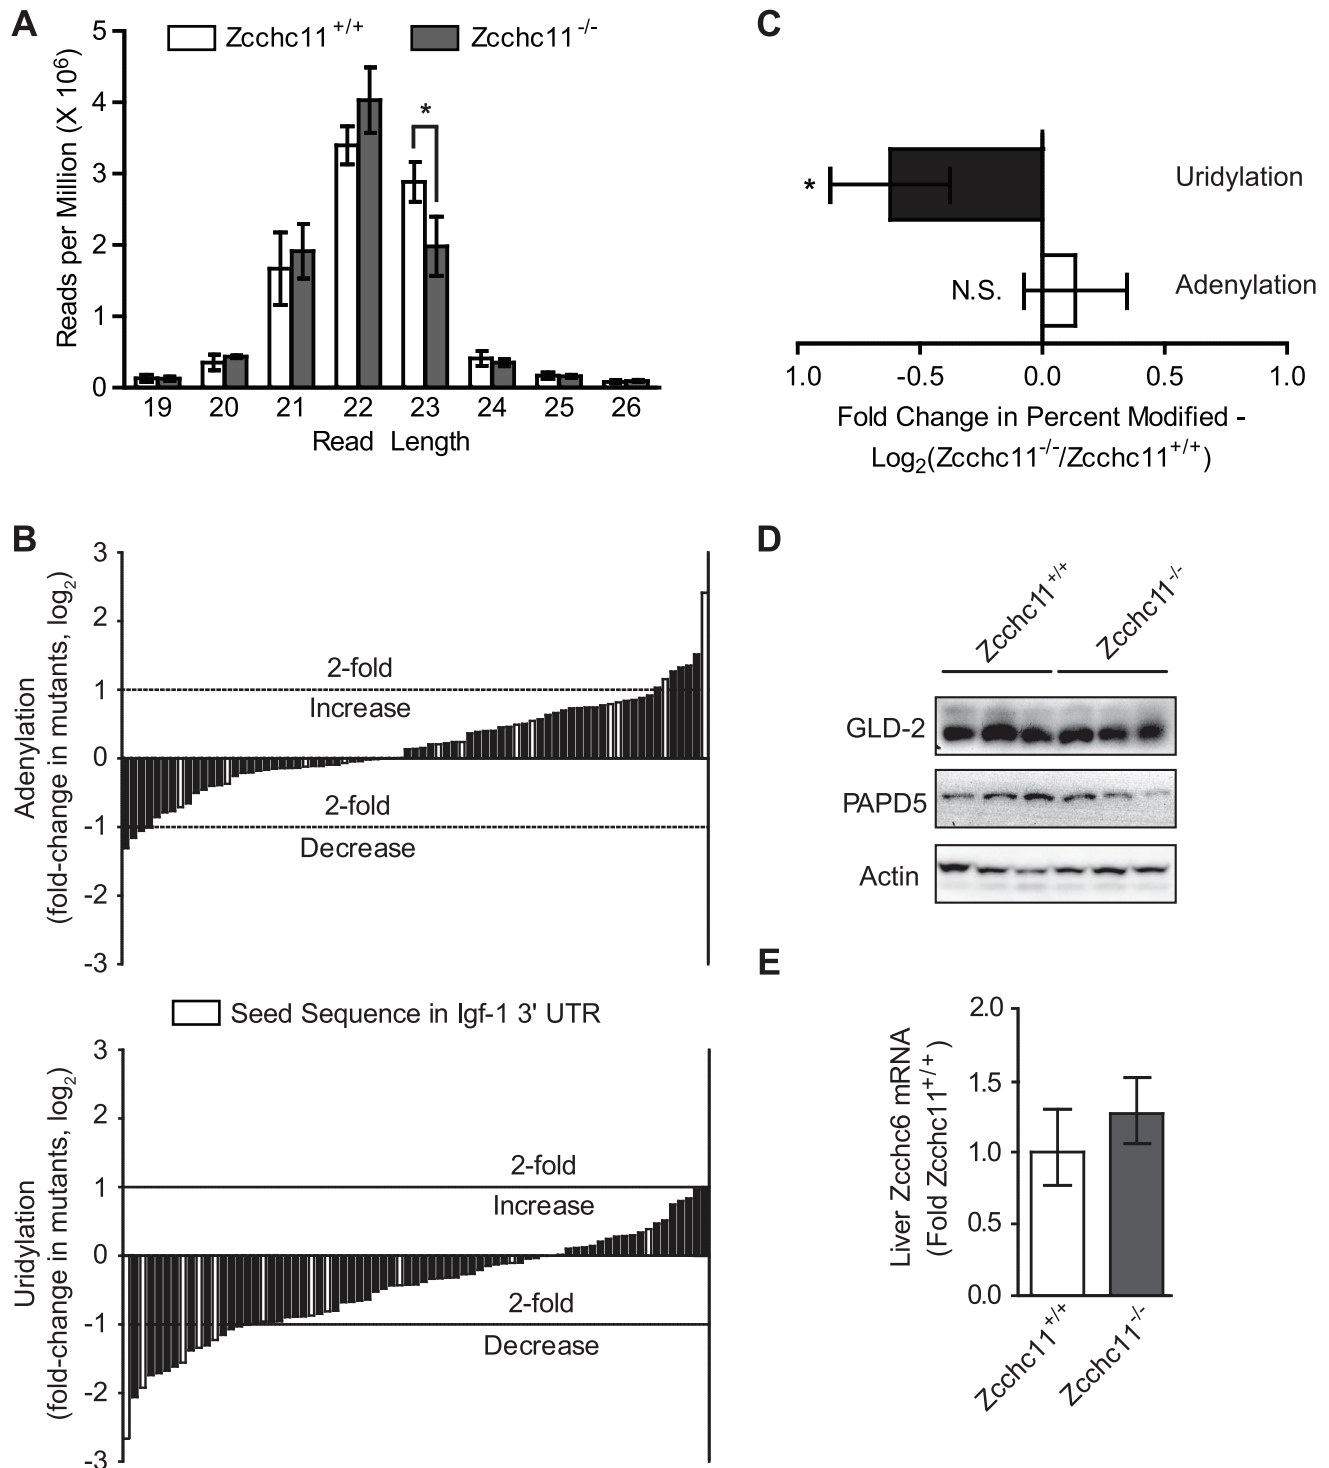 A
Zcchc11+/+
Zcchc11-/-
Reads per Million (X 10⁶)
5
4
3
2
1
0
*
19 20 21 22 23 24 25 26
Read Length
B
Adenylation
(fold-change in mutants, log₂)
3
2
1
0
-1
-2
-3
2-fold
Increase
2-fold
Decrease
Seed Sequence in Igf-1 3' UTR
Uridylation
(fold-change in mutants, log₂)
3
2
1
0
-1
-2
-3
2-fold
Increase
2-fold
Decrease
C
*
Uridylation
N.S.
Adenylation
1.0 -0.5 0.0 0.5 1.0
Fold Change in Percent Modified -
Log₂(Zcchc11-/-/Zcchc11+/+)
D
Zcchc11+/+
Zcchc11-/-
GLD-2
PAPD5
Actin
E
Liver Zcchc6 mRNA
(Fold Zcchc11+/+)
2.0
1.5
1.0
0.5
0.0
Zcchc11+/+
Zcchc11-/-